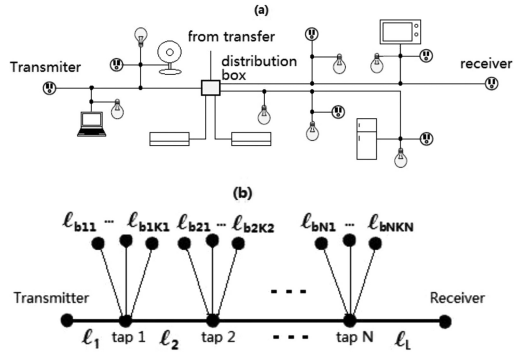 (a)
from transfer
distribution
box
Transmiter
receiver
(b)
ℓb11 ... ℓb1K1 ℓb21 ... ℓb2K2 ℓbN1 ... ℓbNKN
Transmitter
Receiver
ℓ1 tap 1 ℓ2 tap 2 tap N ℓL